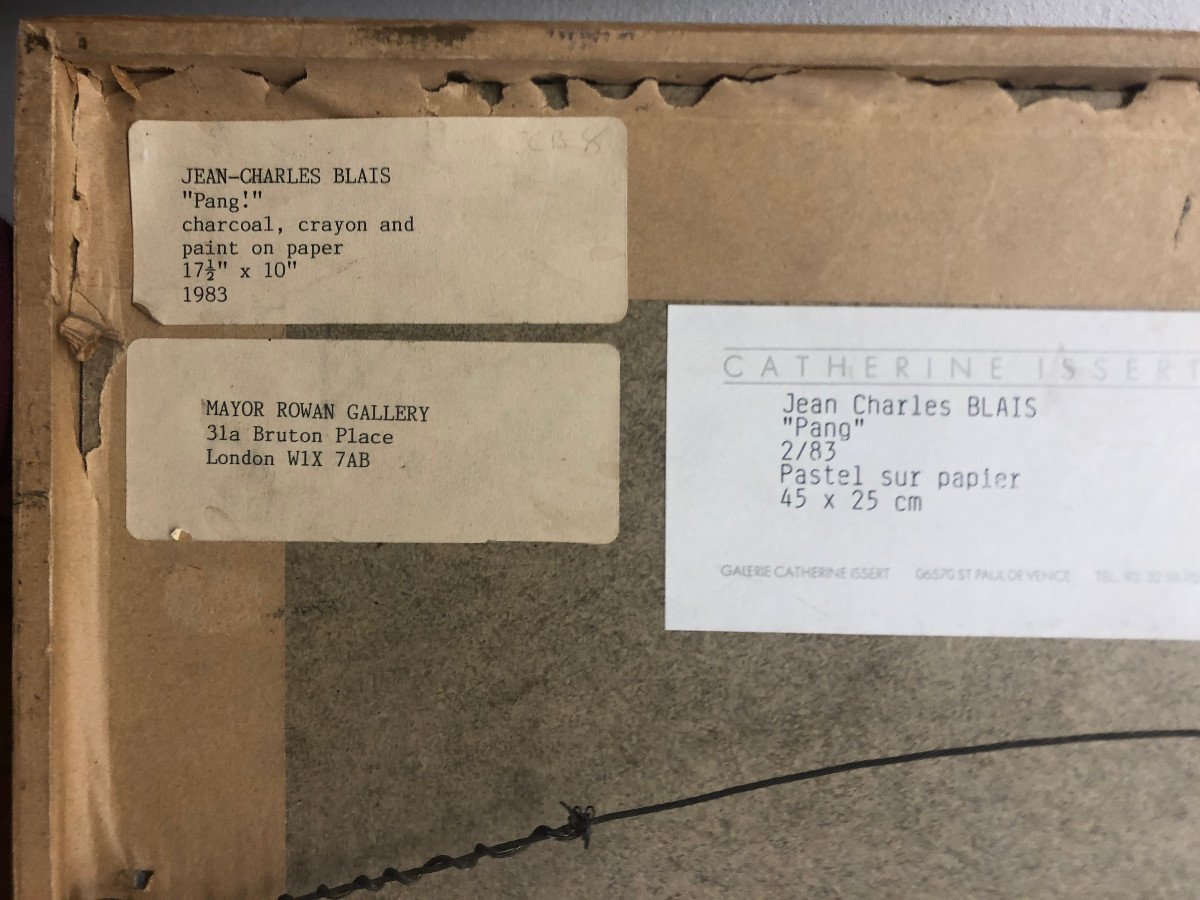 JEAN-CHARLES BLAIS
"Pang!"
charcoal, crayon and
paint on paper
17½" x 10"
1983
MAYOR ROWAN GALLERY
31a Bruton Place
London W1X 7AB
CATHERINE ISSERT
Jean Charles BLAIS
"Pang"
2/83
Pastel sur papier
45 x 25 cm
GALERIE CATHERINE ISSERT 06570 ST PAUL DE VENCE TEL. 93